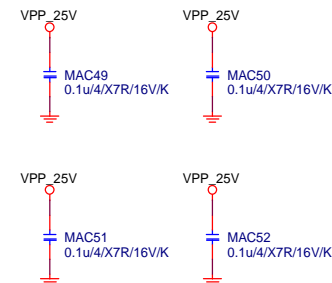 VPP_25V VPP_25V
MAC49 MAC50
0.1u/4/X7R/16V/K 0.1u/4/X7R/16V/K
VPP_25V VPP_25V
MAC51 MAC52
0.1u/4/X7R/16V/K 0.1u/4/X7R/16V/K